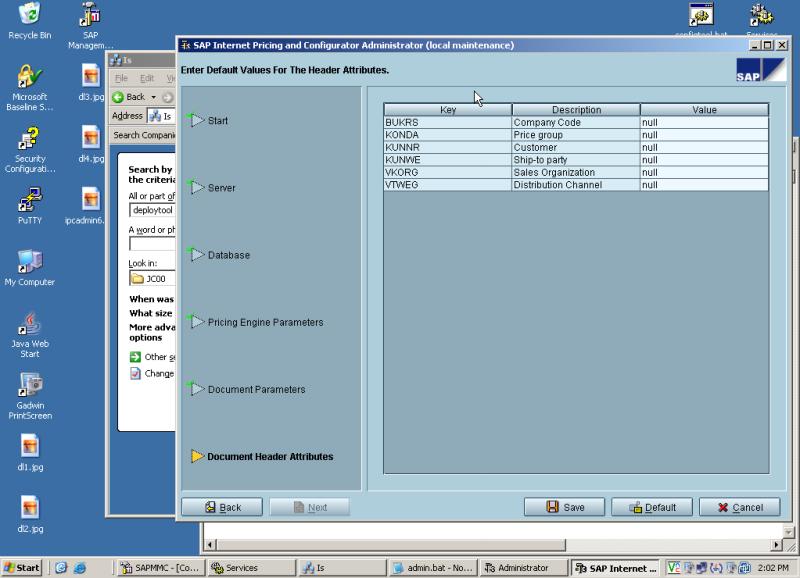 Recycle Bin
SAP
Managem...
configtool.bat
Services
Microsoft
Baseline S...
dl3.jpg
Security
Configurati...
dl4.jpg
PuTTY
ipcadmin6.
My Computer
Java Web
Start
Gadwin
PrintScreen
dl1.jpg
dl2.jpg
ls
File Edit
Back
Address ls
Search Compani
Search by
the criteria
All or part of
deploytool
A word or ph
Look in:
JC00
When was
What size
More adva
options
Other se
Change
SAP Internet Pricing and Configurator Administrator (local maintenance)
Enter Default Values For The Header Attributes.
SAP
Start
Server
Database
Pricing Engine Parameters
Document Parameters
Document Header Attributes
Key Description Value
BUKRS Company Code null
KONDA Price group null
KUNNR Customer null
KUNWE Ship-to party null
VKORG Sales Organization null
VTWEG Distribution Channel null
Back Next Save Default Cancel
Start SAPMMC - [Co... Services ls admin.bat - No... Administrator SAP Internet ... 2:02 PM